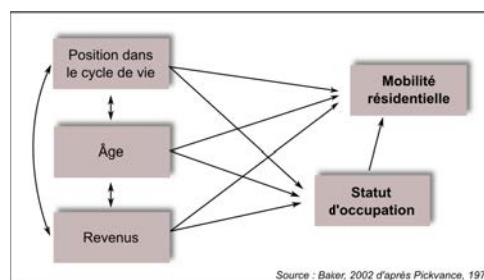 Position dans
le cycle de vie
Mobilité
résidentielle
Âge
Statut
d'occupation
Revenus
Source : Baker, 2002 d'après Pickvance,